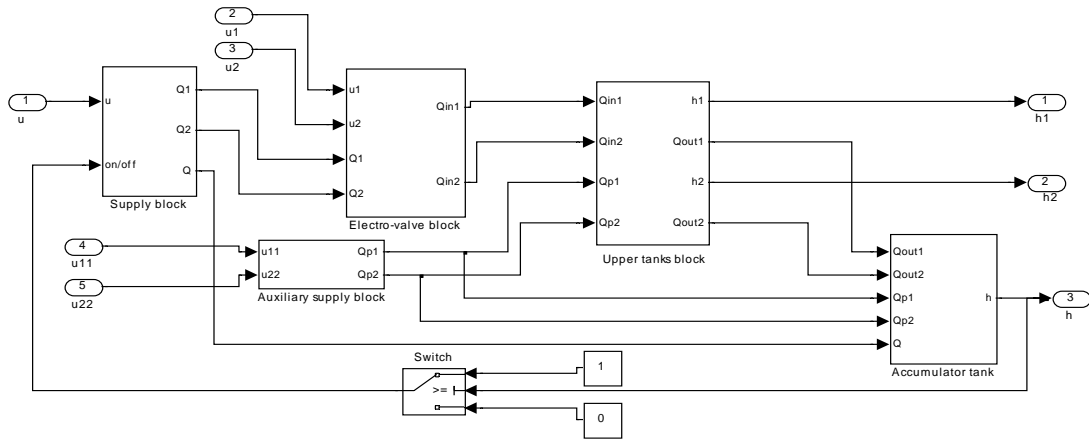 1
u
2
u1
3
u2
u
on/off
Q1
Q2
Q
Supply block
u1
u2
Q1
Q2
Qin1
Qin2
Electro-valve block
4
u11
5
u22
u11
u22
Qp1
Qp2
Auxiliary supply block
Qin1
Qin2
Qp1
Qp2
h1
Qout1
h2
Qout2
Upper tanks block
1
h1
2
h2
Qout1
Qout2
Qp1
Qp2
Q
h
Accumulator tank
3
h
Switch
>=
1
0